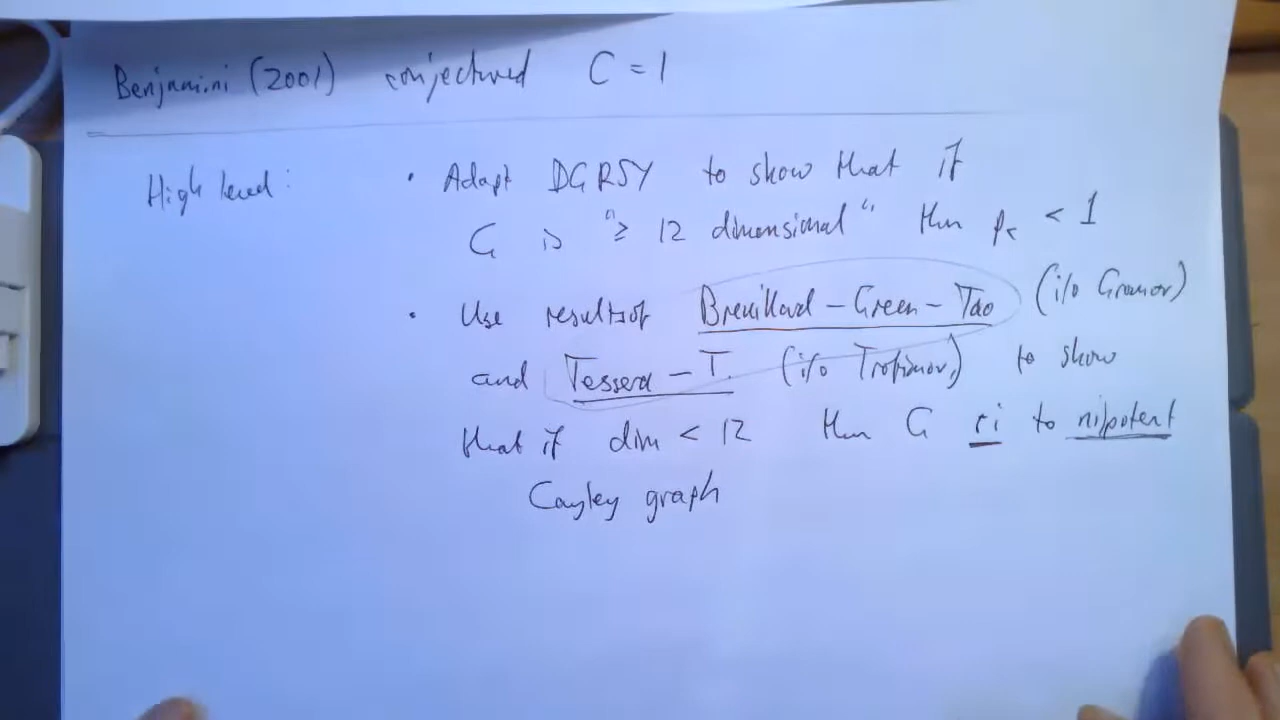 Benjamini (2001) conjectured C = 1
High level: • Adapt DGRSY to show that if
G is "≥ 12 dimensional" then pc < 1
• Use results of Breuillard - Green - Tao (i/o Gromov)
and Tessera - T. (i/o Trofimov) to show
that if dim < 12 then G ri to nilpotent
Cayley graph